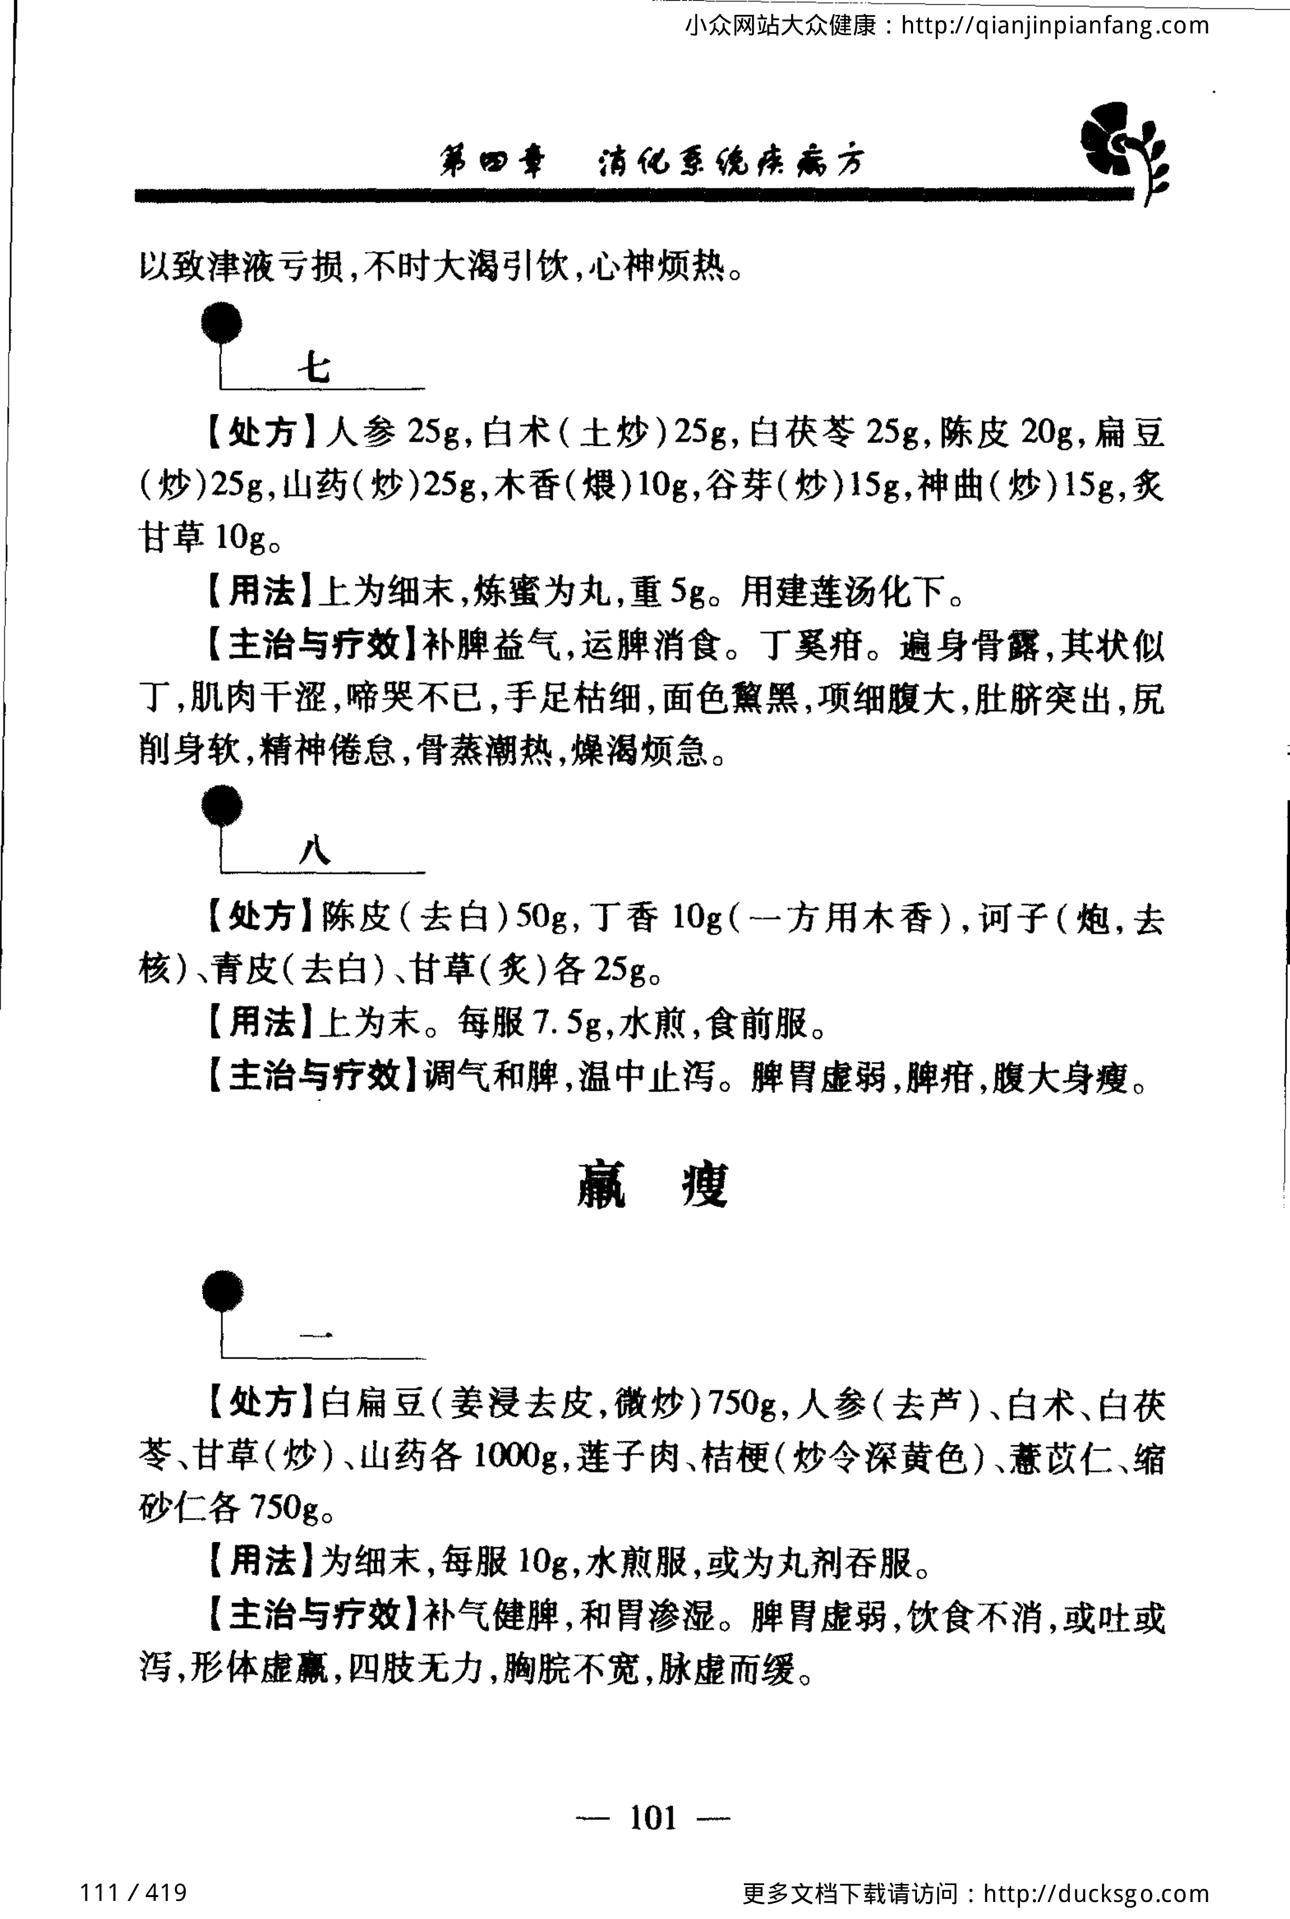 小众网站大众健康：http://qianjinpianfang.com
第四章 消化系统疾病方
以致津液亏损,不时大渴引饮,心神烦热。
七
【处方】人参 25g,白术(土炒)25g,白茯苓 25g,陈皮 20g,扁豆
(炒)25g,山药(炒)25g,木香(煨)10g,谷芽(炒)15g,神曲(炒)15g,炙
甘草 10g。
【用法】上为细末,炼蜜为丸,重 5g。用建莲汤化下。
【主治与疗效】补脾益气,运脾消食。丁奚疳。遍身骨露,其状似
丁,肌肉干涩,啼哭不已,手足枯细,面色黧黑,项细腹大,肚脐突出,尻
削身软,精神倦怠,骨蒸潮热,燥渴烦急。
八
【处方】陈皮(去白)50g,丁香 10g(一方用木香),诃子(炮,去
核)、青皮(去白)、甘草(炙)各 25g。
【用法】上为末。每服 7.5g,水煎,食前服。
【主治与疗效】调气和脾,温中止泻。脾胃虚弱,脾疳,腹大身瘦。
羸 瘦
一
【处方】白扁豆(姜浸去皮,微炒)750g,人参(去芦)、白术、白茯
苓、甘草(炒)、山药各 1000g,莲子肉、桔梗(炒令深黄色)、薏苡仁、缩
砂仁各 750g。
【用法】为细末,每服 10g,水煎服,或为丸剂吞服。
【主治与疗效】补气健脾,和胃渗湿。脾胃虚弱,饮食不消,或吐或
泻,形体虚羸,四肢无力,胸脘不宽,脉虚而缓。
— 101 —
111 / 419
更多文档下载请访问：http://ducksgo.com